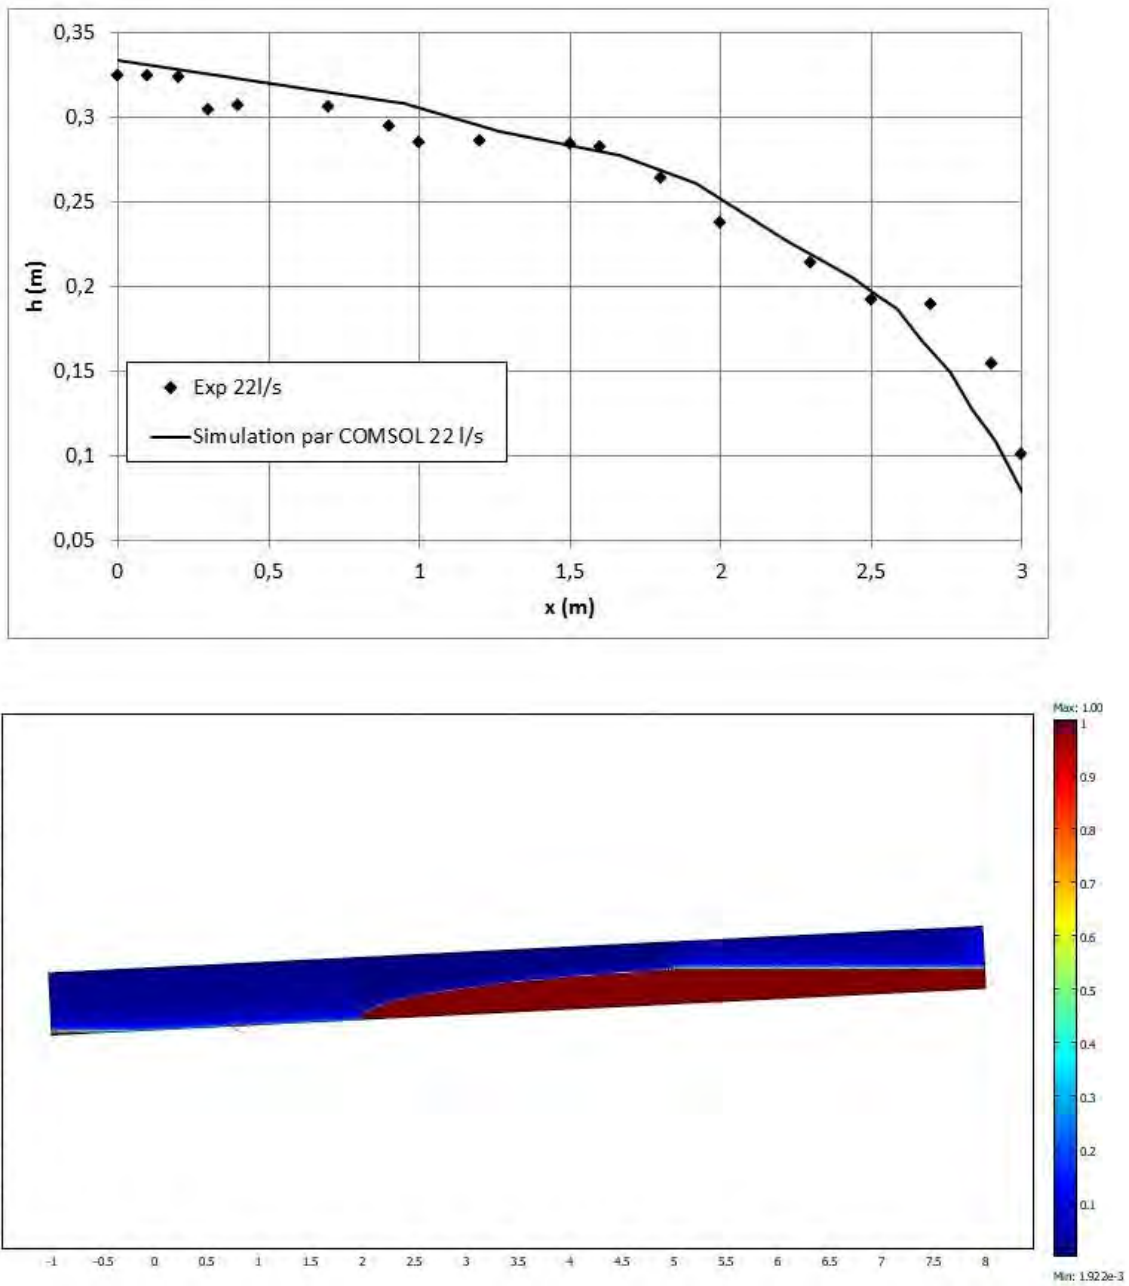 0,35
0,3
0,25
0,2
0,15
0,1
0,05
h (m)
Exp 22l/s
Simulation par COMSOL 22 l/s
0 0,5 1 1,5 2 2,5 3
x (m)
Max: 1.00
1
0.9
0.8
0.7
0.6
0.5
0.4
0.3
0.2
0.1
Min: 1.922e-3
-1 -0.5 0 0.5 1 1.5 2 2.5 3 3.5 4 4.5 5 5.5 6 6.5 7 7.5 8